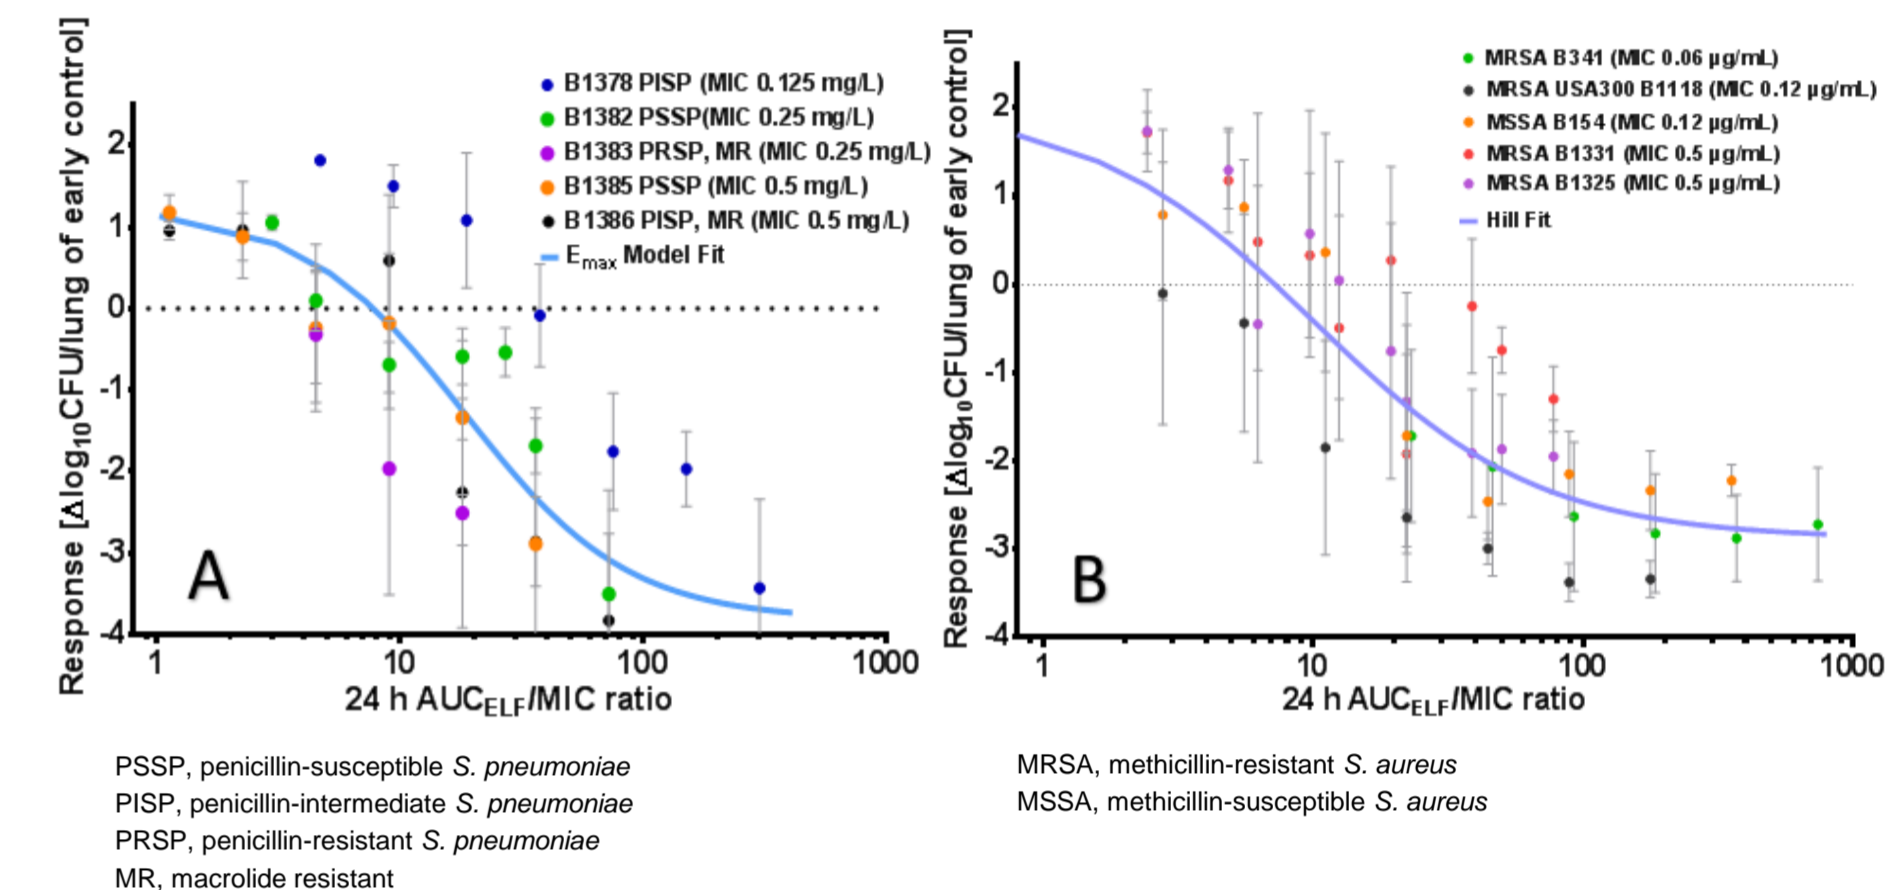 Response [Δlog10CFU/lung of early control]
2
1
0
-1
-2
-3
-4
B1378 PISP (MIC 0.125 mg/L)
B1382 PSSP(MIC 0.25 mg/L)
B1383 PRSP, MR (MIC 0.25 mg/L)
B1385 PSSP (MIC 0.5 mg/L)
B1386 PISP, MR (MIC 0.5 mg/L)
Emax Model Fit
A
1 10 100 1000
24 h AUCELF/MIC ratio
PSSP, penicillin-susceptible S. pneumoniae
PISP, penicillin-intermediate S. pneumoniae
PRSP, penicillin-resistant S. pneumoniae
MR, macrolide resistant
Response [Δlog10CFU/lung of early control]
2
1
0
-1
-2
-3
-4
MRSA B341 (MIC 0.06 µg/mL)
MRSA USA300 B1118 (MIC 0.12 µg/mL)
MSSA B154 (MIC 0.12 µg/mL)
MRSA B1331 (MIC 0.5 µg/mL)
MRSA B1325 (MIC 0.5 µg/mL)
Hill Fit
B
1 10 100 1000
24 h AUCELF/MIC ratio
MRSA, methicillin-resistant S. aureus
MSSA, methicillin-susceptible S. aureus